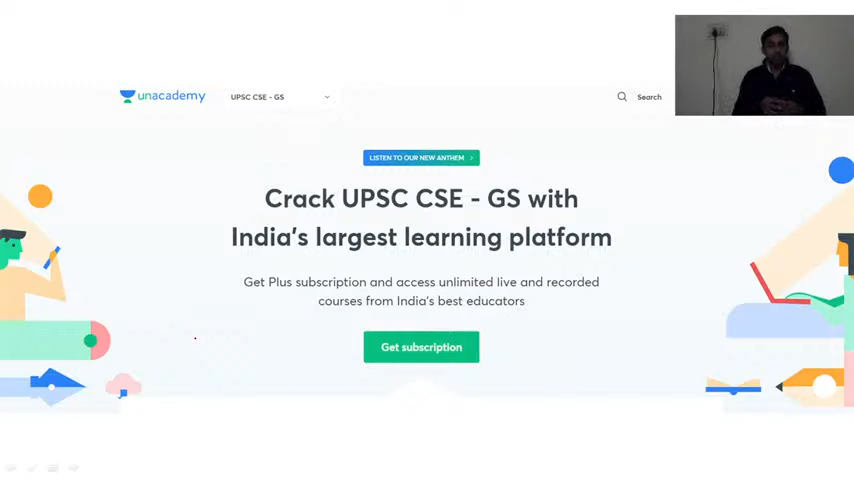 unacademy
UPSC CSE - GS
Search
LISTEN TO OUR NEW ANTHEM
Crack UPSC CSE - GS with
India's largest learning platform
Get Plus subscription and access unlimited live and recorded
courses from India's best educators
Get subscription